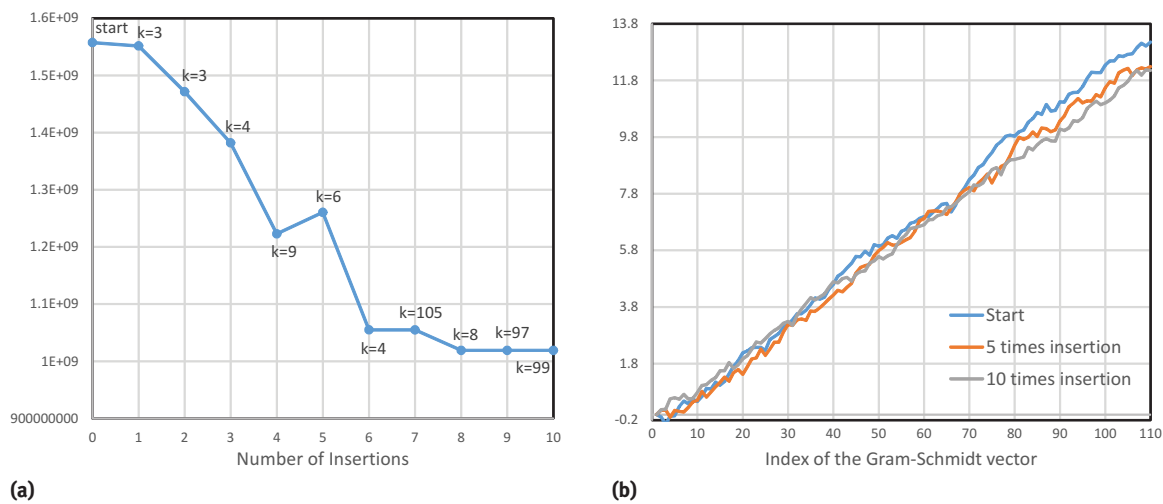 1.6E+09
start
k=3
1.5E+09
k=3
1.4E+09
k=4
1.3E+09
k=6
1.2E+09
k=9
1.1E+09
k=105
k=8
k=97
1E+09
k=4
k=99
900000000
0 1 2 3 4 5 6 7 8 9 10
Number of Insertions
(a)
13.8
11.8
9.8
7.8
5.8
3.8
1.8
-0.2
Start
5 times insertion
10 times insertion
0 10 20 30 40 50 60 70 80 90 100 110
Index of the Gram-Schmidt vector
(b)